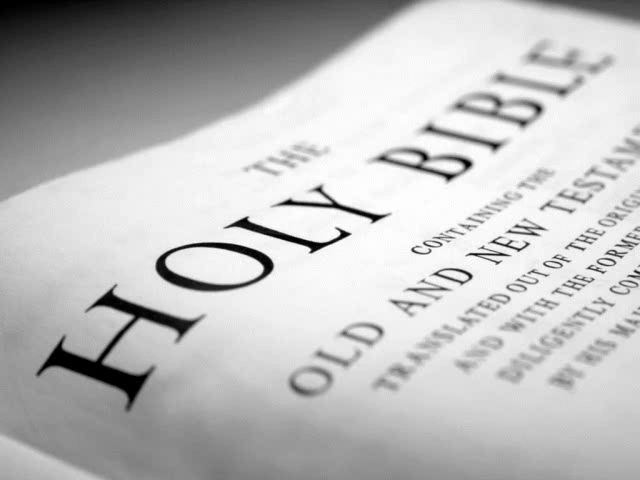 THE
HOLY BIBLE
CONTAINING THE
OLD AND NEW TESTAM
TRANSLATED OUT OF THE ORIGI
AND WITH THE FORMER
DILIGENTLY COM
BY HIS MA